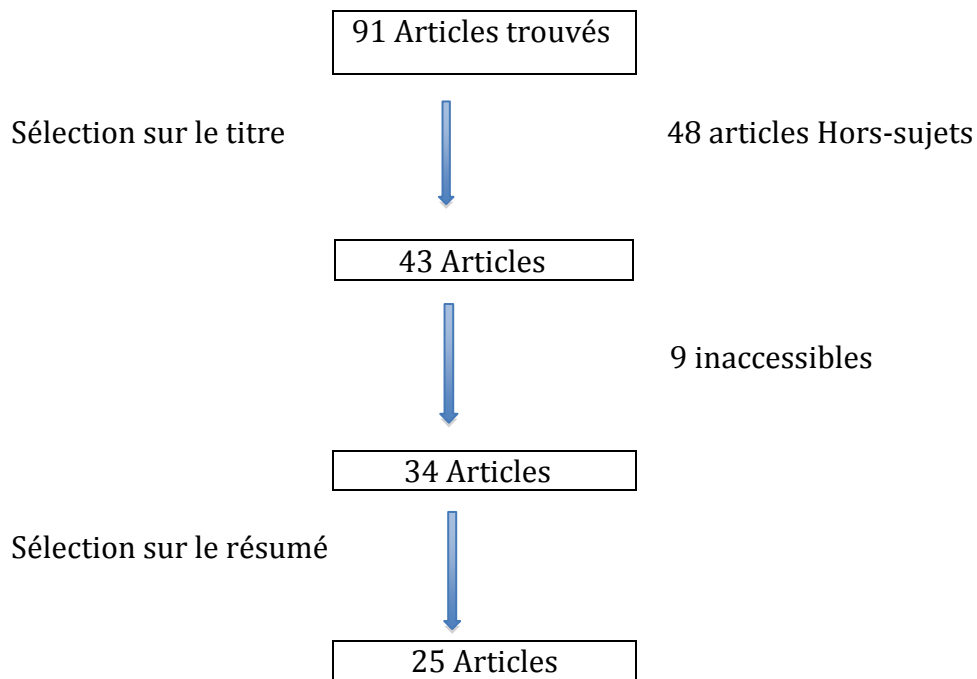 91 Articles trouvés
Sélection sur le titre
48 articles Hors-sujets
43 Articles
9 inaccessibles
34 Articles
Sélection sur le résumé
25 Articles